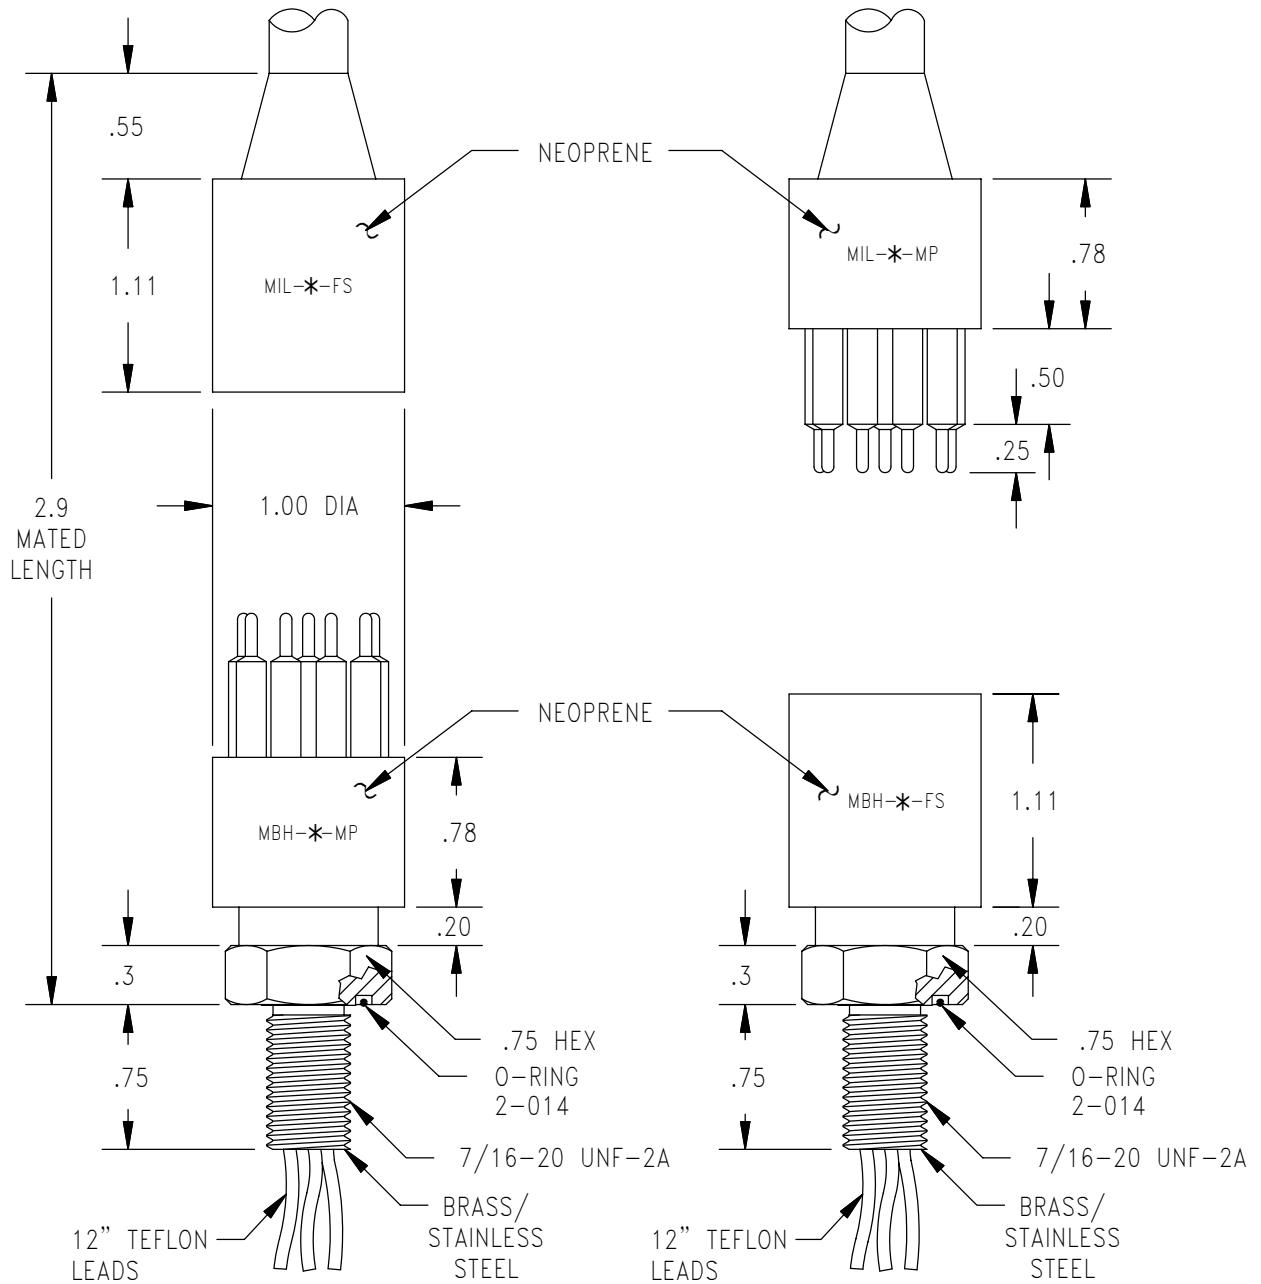 .55
NEOPRENE
1.11
MIL-*-FS
MIL-*-MP
.78
.50
.25
2.9
MATED
LENGTH
1.00 DIA
NEOPRENE
MBH-*-MP
.78
.20
.3
.75
.75 HEX
O-RING
2-014
7/16-20 UNF-2A
BRASS/
STAINLESS
STEEL
12" TEFLON
LEADS
MBH-*-FS
1.11
.20
.3
.75
.75 HEX
O-RING
2-014
7/16-20 UNF-2A
BRASS/
STAINLESS
STEEL
12" TEFLON
LEADS